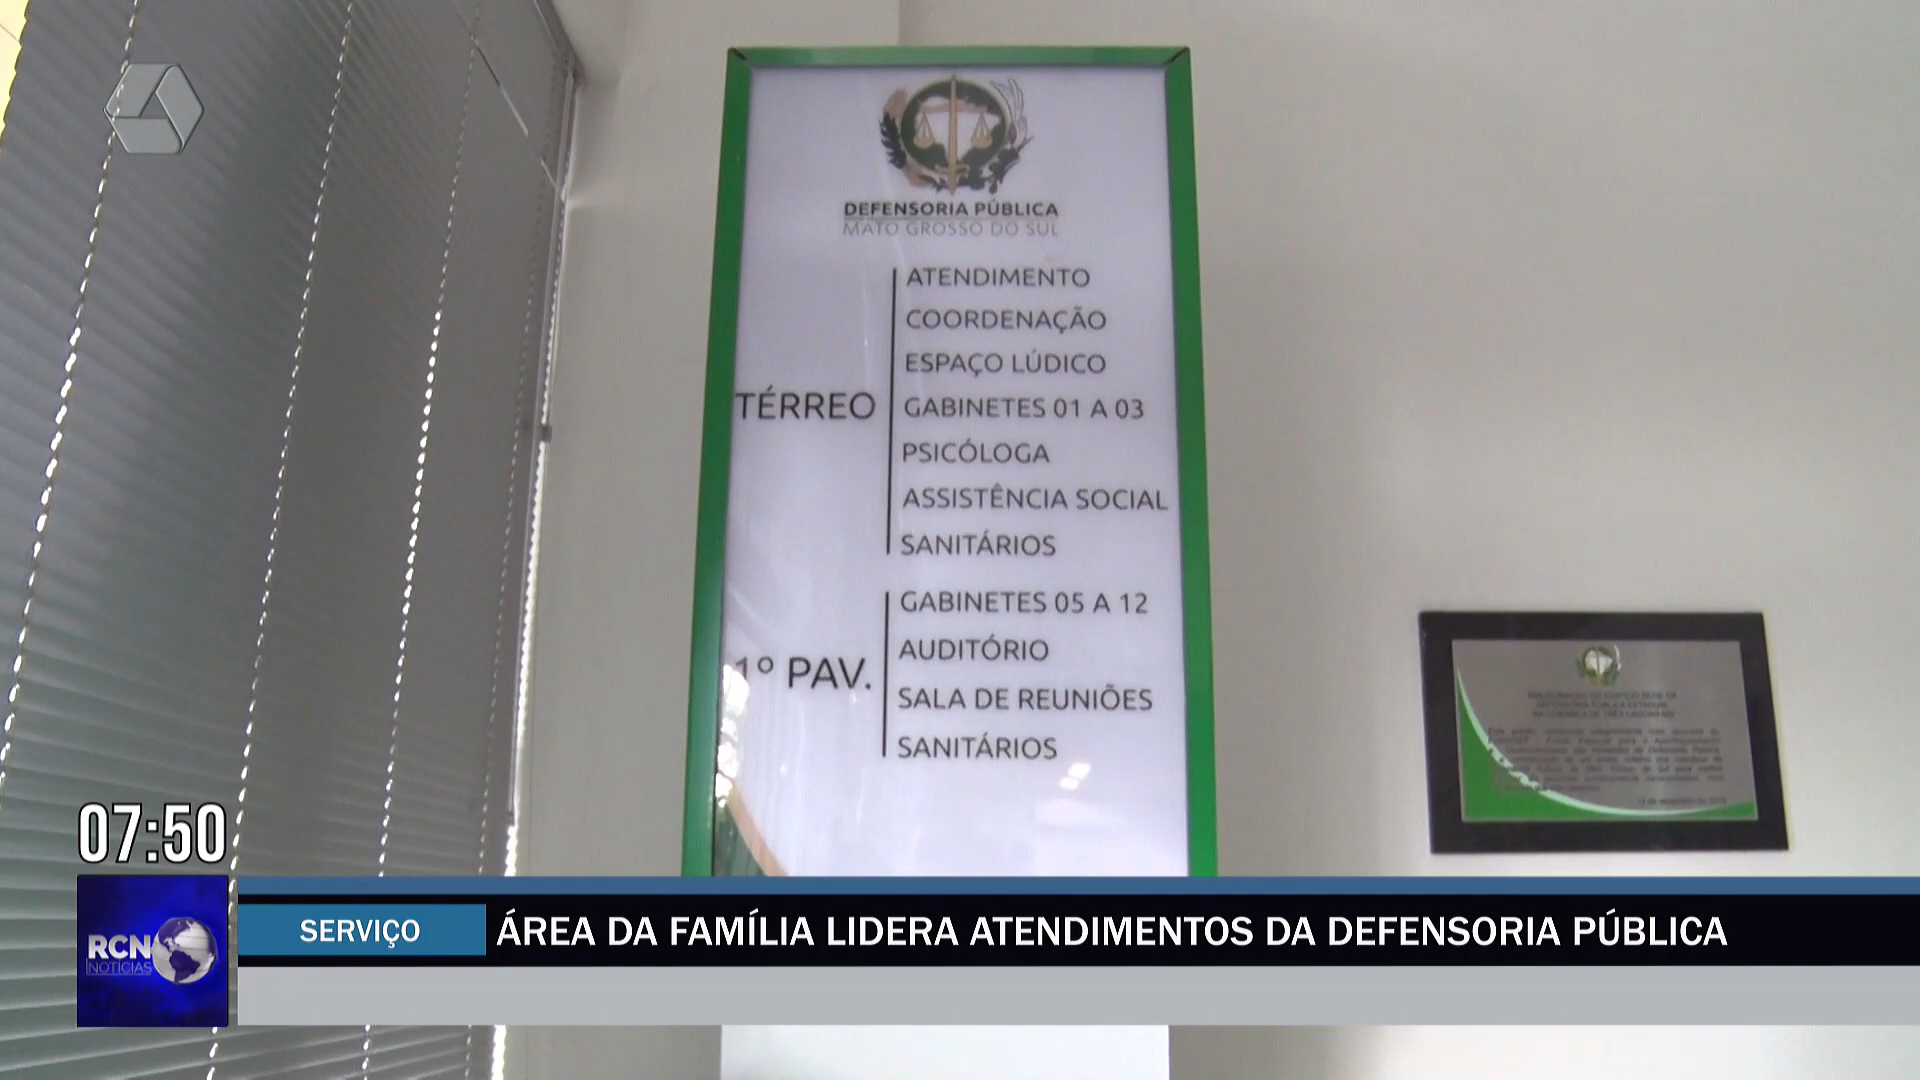 DEFENSORIA PÚBLICA
MATO GROSSO DO SUL
TÉRREO
ATENDIMENTO
COORDENAÇÃO
ESPAÇO LÚDICO
GABINETES 01 A 03
PSICÓLOGA
ASSISTÊNCIA SOCIAL
SANITÁRIOS
1º PAV.
GABINETES 05 A 12
AUDITÓRIO
SALA DE REUNIÕES
SANITÁRIOS
07:50
RCN
NOTÍCIAS
SERVIÇO
ÁREA DA FAMÍLIA LIDERA ATENDIMENTOS DA DEFENSORIA PÚBLICA